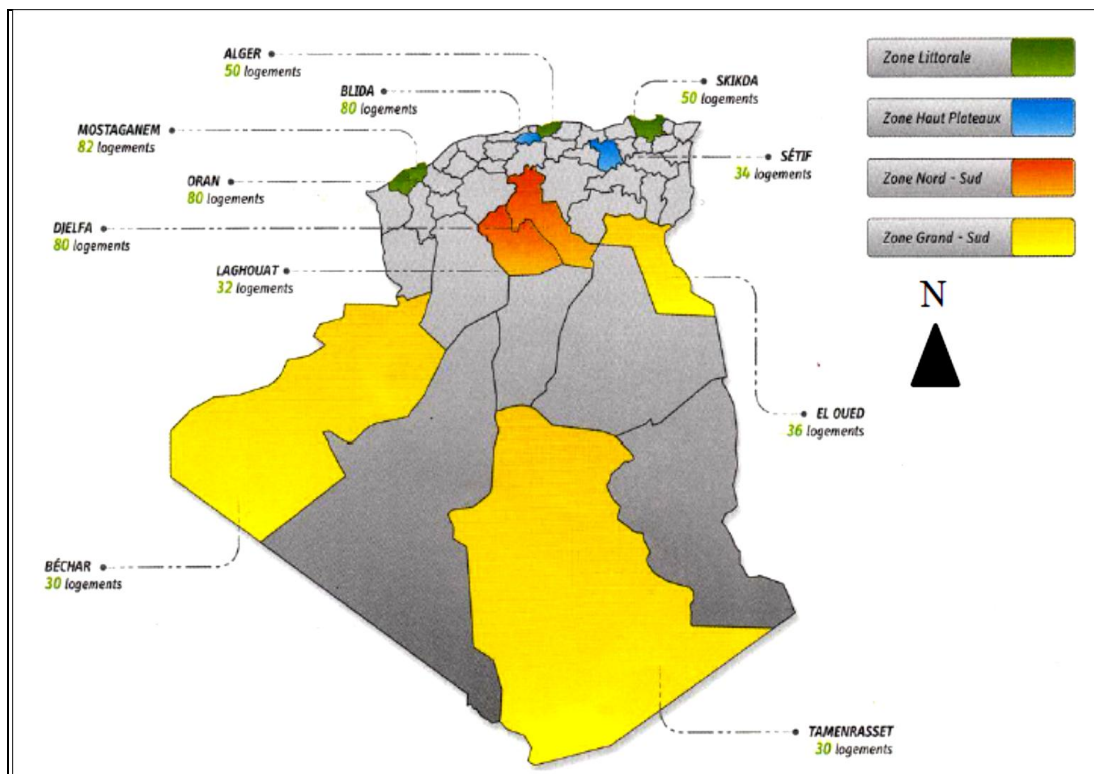 ALGER
50 logements
BLIDA
80 logements
MOSTAGANEM
82 logements
ORAN
80 logements
DJELFA
80 logements
LAGHOUAT
32 logements
BÉCHAR
30 logements
SKIKDA
50 logements
SÉTIF
34 logements
EL OUED
36 logements
TAMENRASSET
30 logements
Zone Littorale
Zone Haut Plateaux
Zone Nord - Sud
Zone Grand - Sud
N